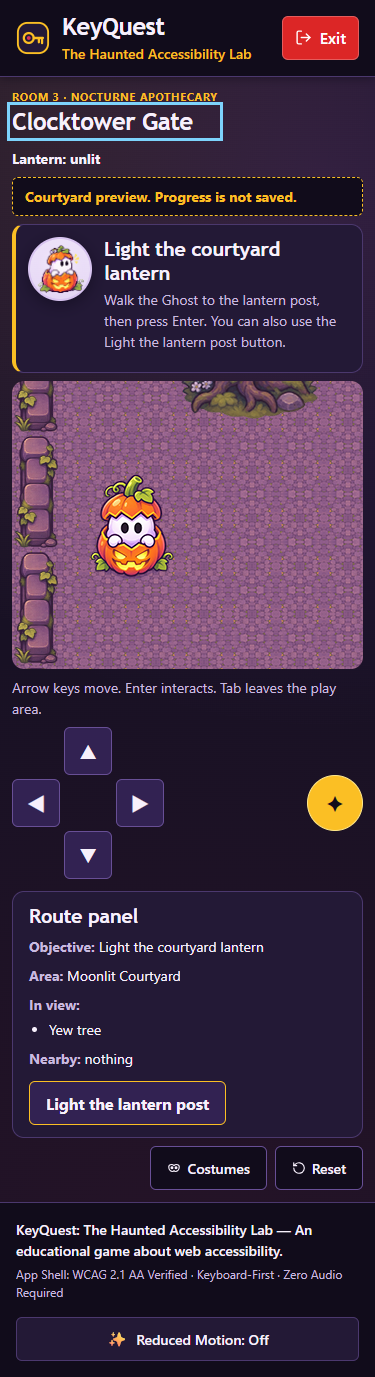 KeyQuest
The Haunted Accessibility Lab
Exit
ROOM 3 · NOCTURNE APOTHECARY
Clocktower Gate
Lantern: unlit
Courtyard preview. Progress is not saved.
Light the courtyard
lantern
Walk the Ghost to the lantern post,
then press Enter. You can also use the
Light the lantern post button.
Arrow keys move. Enter interacts. Tab leaves the play
area.
Route panel
Objective: Light the courtyard lantern
Area: Moonlit Courtyard
In view:
• Yew tree
Nearby: nothing
Light the lantern post
Costumes
Reset
KeyQuest: The Haunted Accessibility Lab — An
educational game about web accessibility.
App Shell: WCAG 2.1 AA Verified · Keyboard-First · Zero Audio
Required
Reduced Motion: Off